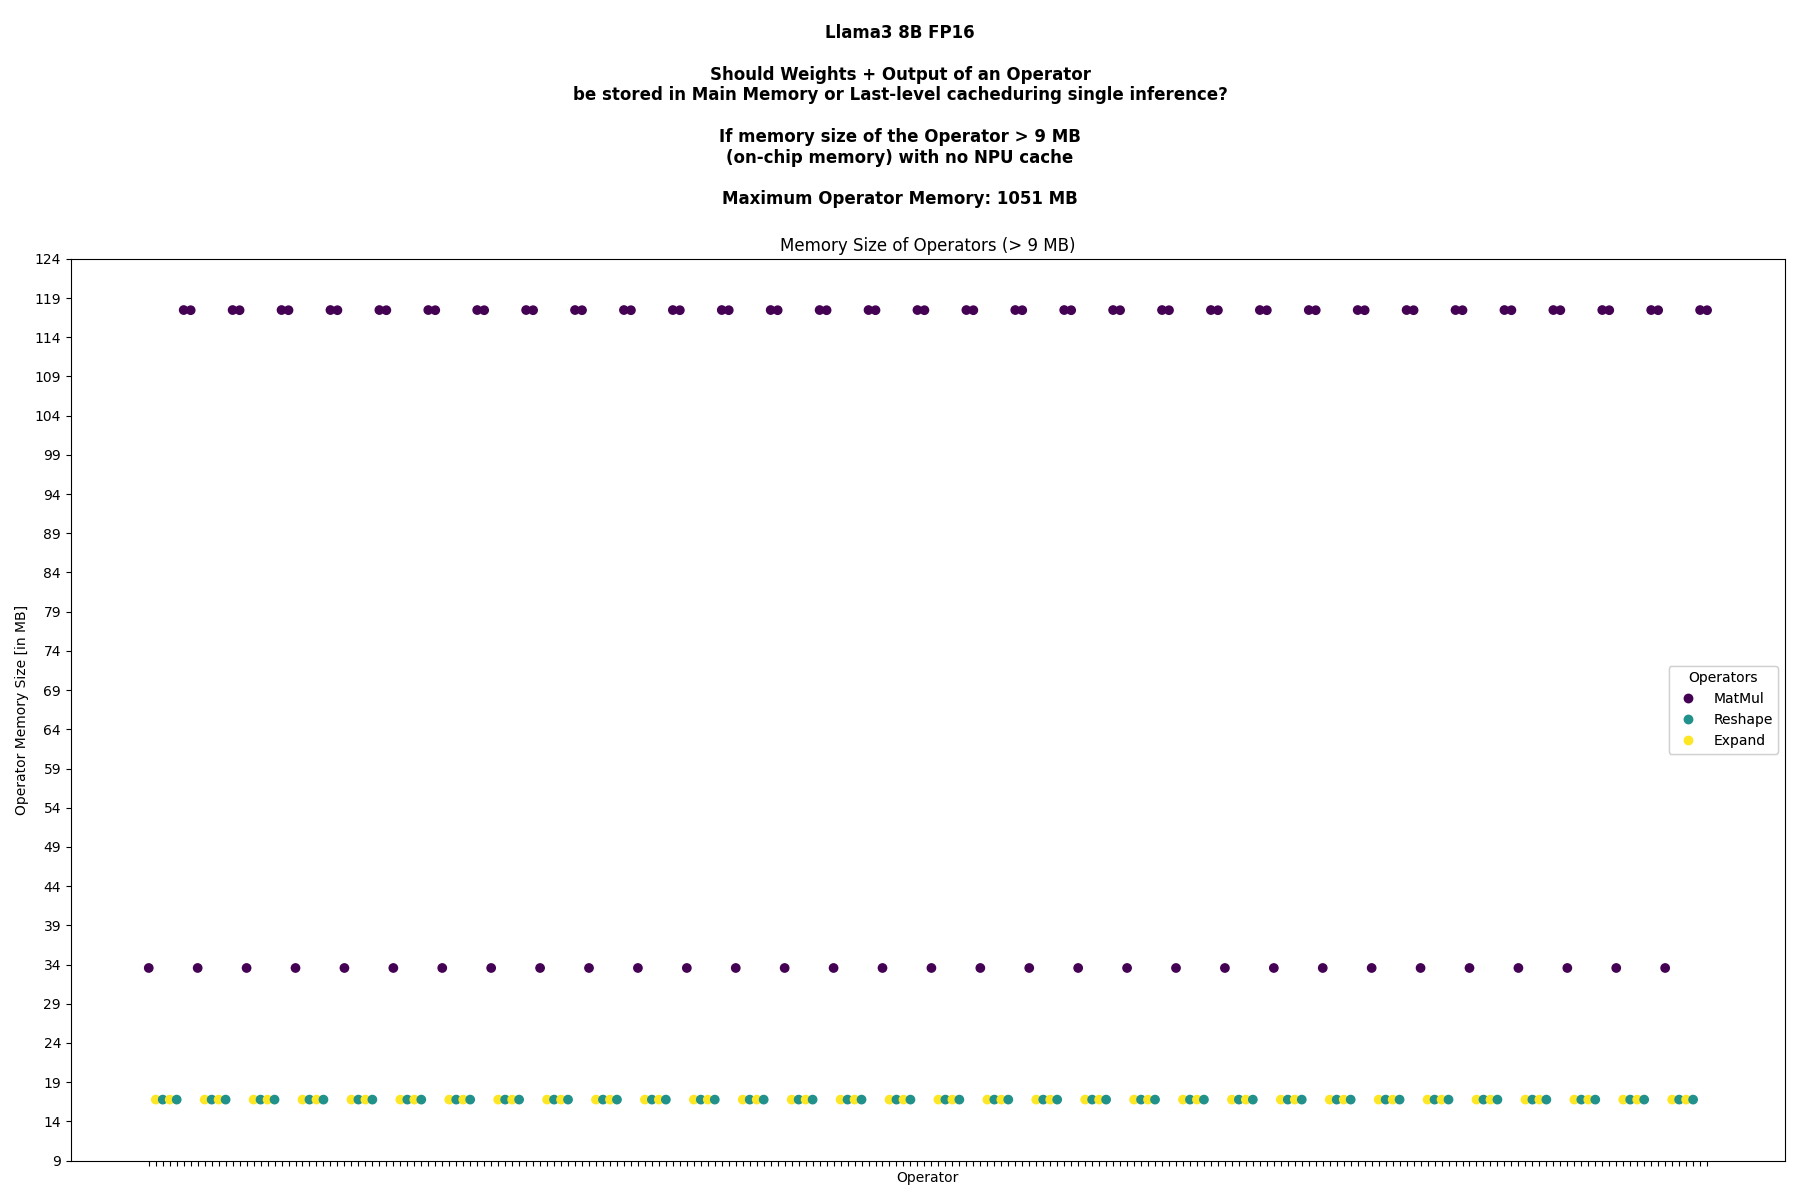 Llama3 8B FP16
Should Weights + Output of an Operator
be stored in Main Memory or Last-level cacheduring single inference?
If memory size of the Operator > 9 MB
(on-chip memory) with no NPU cache
Maximum Operator Memory: 1051 MB
Memory Size of Operators (> 9 MB)
124
119
114
109
104
99
94
89
84
79
74
69
64
59
54
49
44
39
34
29
24
19
14
9
Operator Memory Size [in MB]
Operators
MatMul
Reshape
Expand
Operator